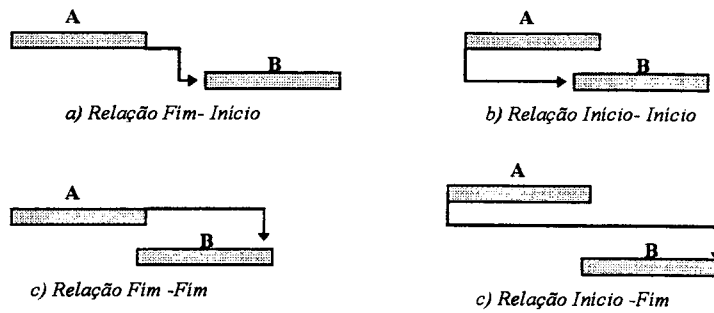 A
B
a) Relação Fim- Início
A
B
b) Relação Início- Início
A
B
c) Relação Fim -Fim
A
B
c) Relação Início -Fim